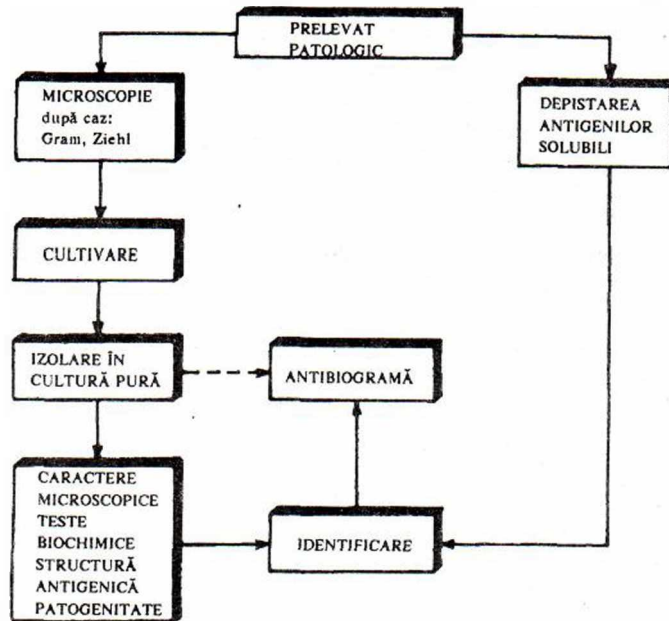 PRELEVAT
PATOLOGIC
MICROSCOPIE
după caz:
Gram, Ziehl
DEPISTAREA
ANTIGENILOR
SOLUBILI
CULTIVARE
IZOLARE ÎN
CULTURĂ PURĂ
ANTIBIOGRAMĂ
CARACTERE
MICROSCOPICE
TESTE
BIOCHIMICE
STRUCTURĂ
ANTIGENICĂ
PATOGENITATE
IDENTIFICARE